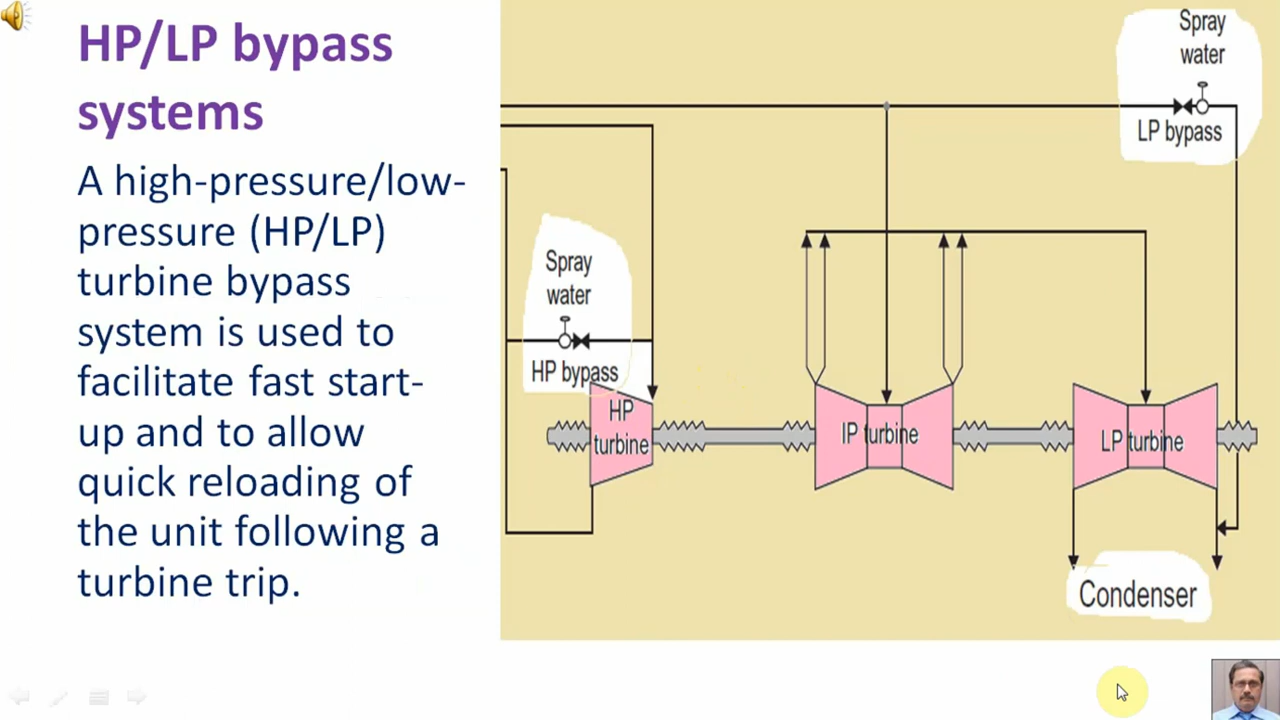 HP/LP bypass
systems
A high-pressure/low-
pressure (HP/LP)
turbine bypass
system is used to
facilitate fast start-
up and to allow
quick reloading of
the unit following a
turbine trip.
Spray
water
LP bypass
Spray
water
HP bypass
HP
turbine
IP turbine
LP turbine
Condenser